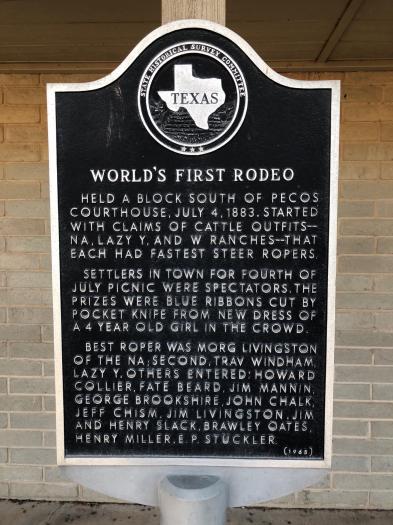 STATE HISTORICAL SURVEY COMMITTEE
TEXAS
WORLD'S FIRST RODEO
HELD A BLOCK SOUTH OF PECOS
COURTHOUSE, JULY 4, 1883. STARTED
WITH CLAIMS OF CATTLE OUTFITS--
NA, LAZY Y, AND W RANCHES--THAT
EACH HAD FASTEST STEER ROPERS.
SETTLERS IN TOWN FOR FOURTH OF
JULY PICNIC WERE SPECTATORS. THE
PRIZES WERE BLUE RIBBONS CUT BY
POCKET KNIFE FROM NEW DRESS OF
A 4 YEAR OLD GIRL IN THE CROWD.
BEST ROPER WAS MORG LIVINGSTON
OF THE NA; SECOND, TRAV WINDHAM,
LAZY Y. OTHERS ENTERED: HOWARD
COLLIER, FATE BEARD, JIM MANNIN,
GEORGE BROOKSHIRE, JOHN CHALK,
JEFF CHISM, JIM LIVINGSTON, JIM
AND HENRY SLACK, BRAWLEY OATES,
HENRY MILLER, E. P. STUCKLER.
(1965)